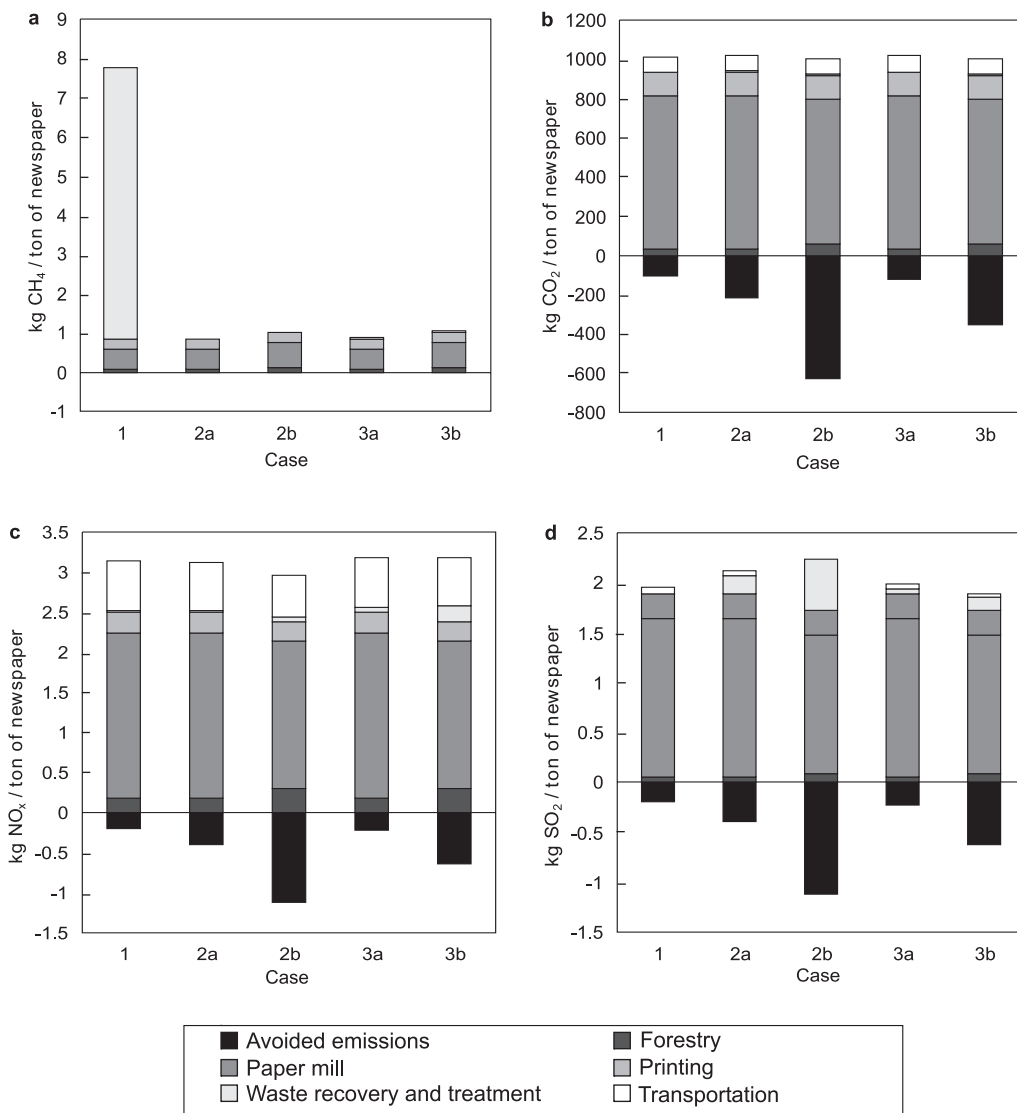 a
9
8
7
6
5
4
3
2
1
0
-1
kg CH₄ / ton of newspaper
1 2a 2b 3a 3b
Case
b
1200
1000
800
600
400
200
0
-200
-400
-600
-800
kg CO₂ / ton of newspaper
1 2a 2b 3a 3b
Case
c
3.5
3
2.5
2
1.5
1
0.5
0
-0.5
-1
-1.5
kg NOₓ / ton of newspaper
1 2a 2b 3a 3b
Case
d
2.5
2
1.5
1
0.5
0
-0.5
-1
-1.5
kg SO₂ / ton of newspaper
1 2a 2b 3a 3b
Case
Avoided emissions
Forestry
Paper mill
Printing
Waste recovery and treatment
Transportation